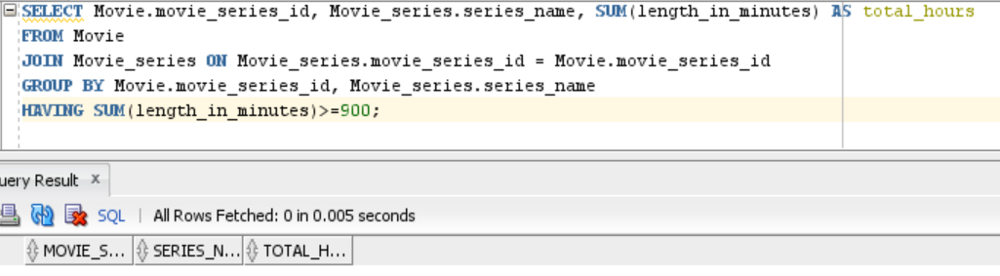 SELECT Movie.movie_series_id, Movie_series.series_name, SUM(length_in_minutes) AS total_hours
FROM Movie
JOIN Movie_series ON Movie_series.movie_series_id = Movie.movie_series_id
GROUP BY Movie.movie_series_id, Movie_series.series_name
HAVING SUM(length_in_minutes)>=900;
uery Result x
SQL | All Rows Fetched: 0 in 0.005 seconds
MOVIE_S... SERIES_N... TOTAL_H...